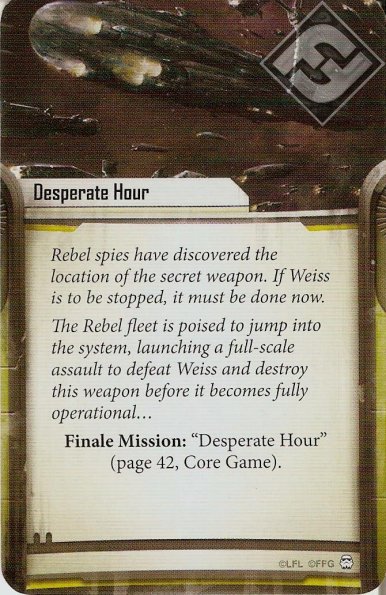 Desperate Hour
Rebel spies have discovered the
location of the secret weapon. If Weiss
is to be stopped, it must be done now.
The Rebel fleet is poised to jump into
the system, launching a full-scale
assault to defeat Weiss and destroy
this weapon before it becomes fully
operational…
Finale Mission: “Desperate Hour”
(page 42, Core Game).
©LFL ©FFG